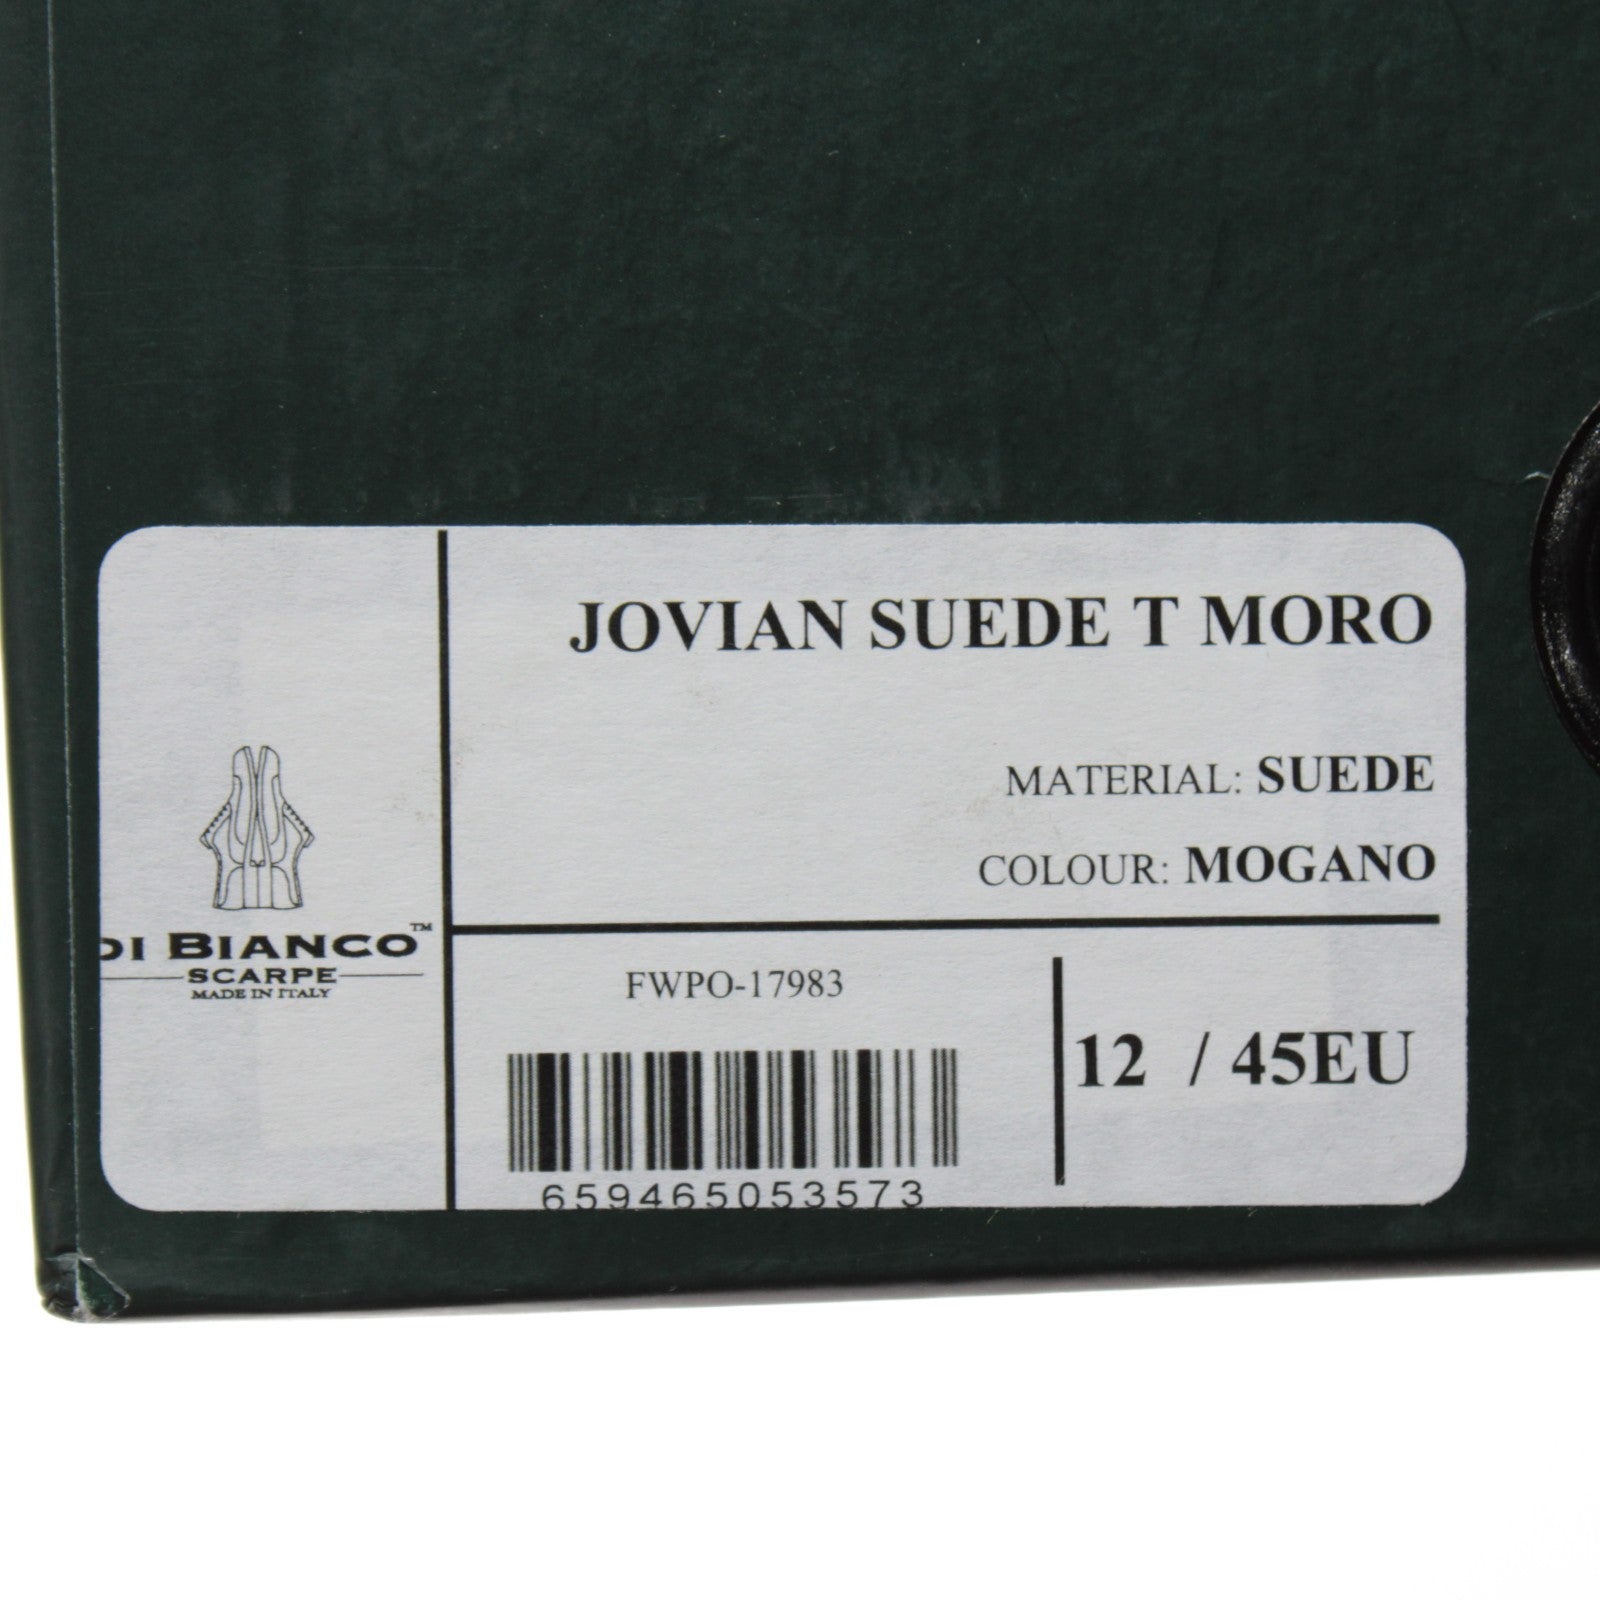 JOVIAN SUEDE T MORO
MATERIAL: SUEDE
COLOUR: MOGANO
DI BIANCO™
SCARPE
MADE IN ITALY
FWPO-17983
12 / 45EU
659465053573